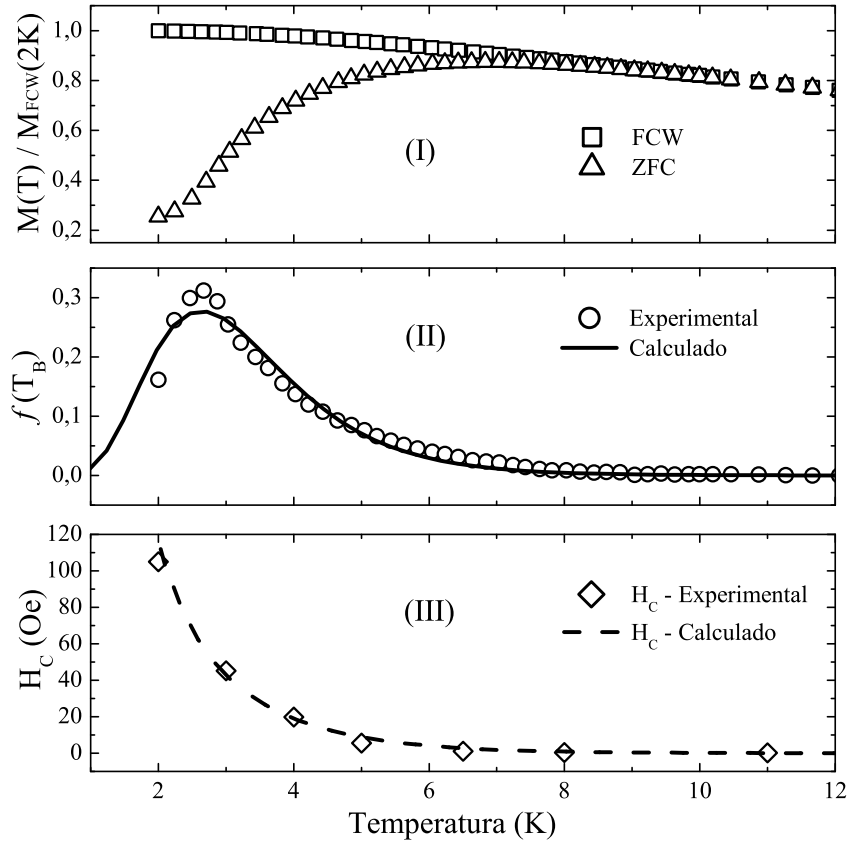 M(T) / M_FCW(2K)
1,0
0,8
0,6
0,4
0,2
(I)
FCW
ZFC
f(T_B)
0,3
0,2
0,1
0,0
(II)
Experimental
Calculado
H_C (Oe)
120
100
80
60
40
20
0
(III)
H_C - Experimental
H_C - Calculado
2 4 6 8 10 12
Temperatura (K)